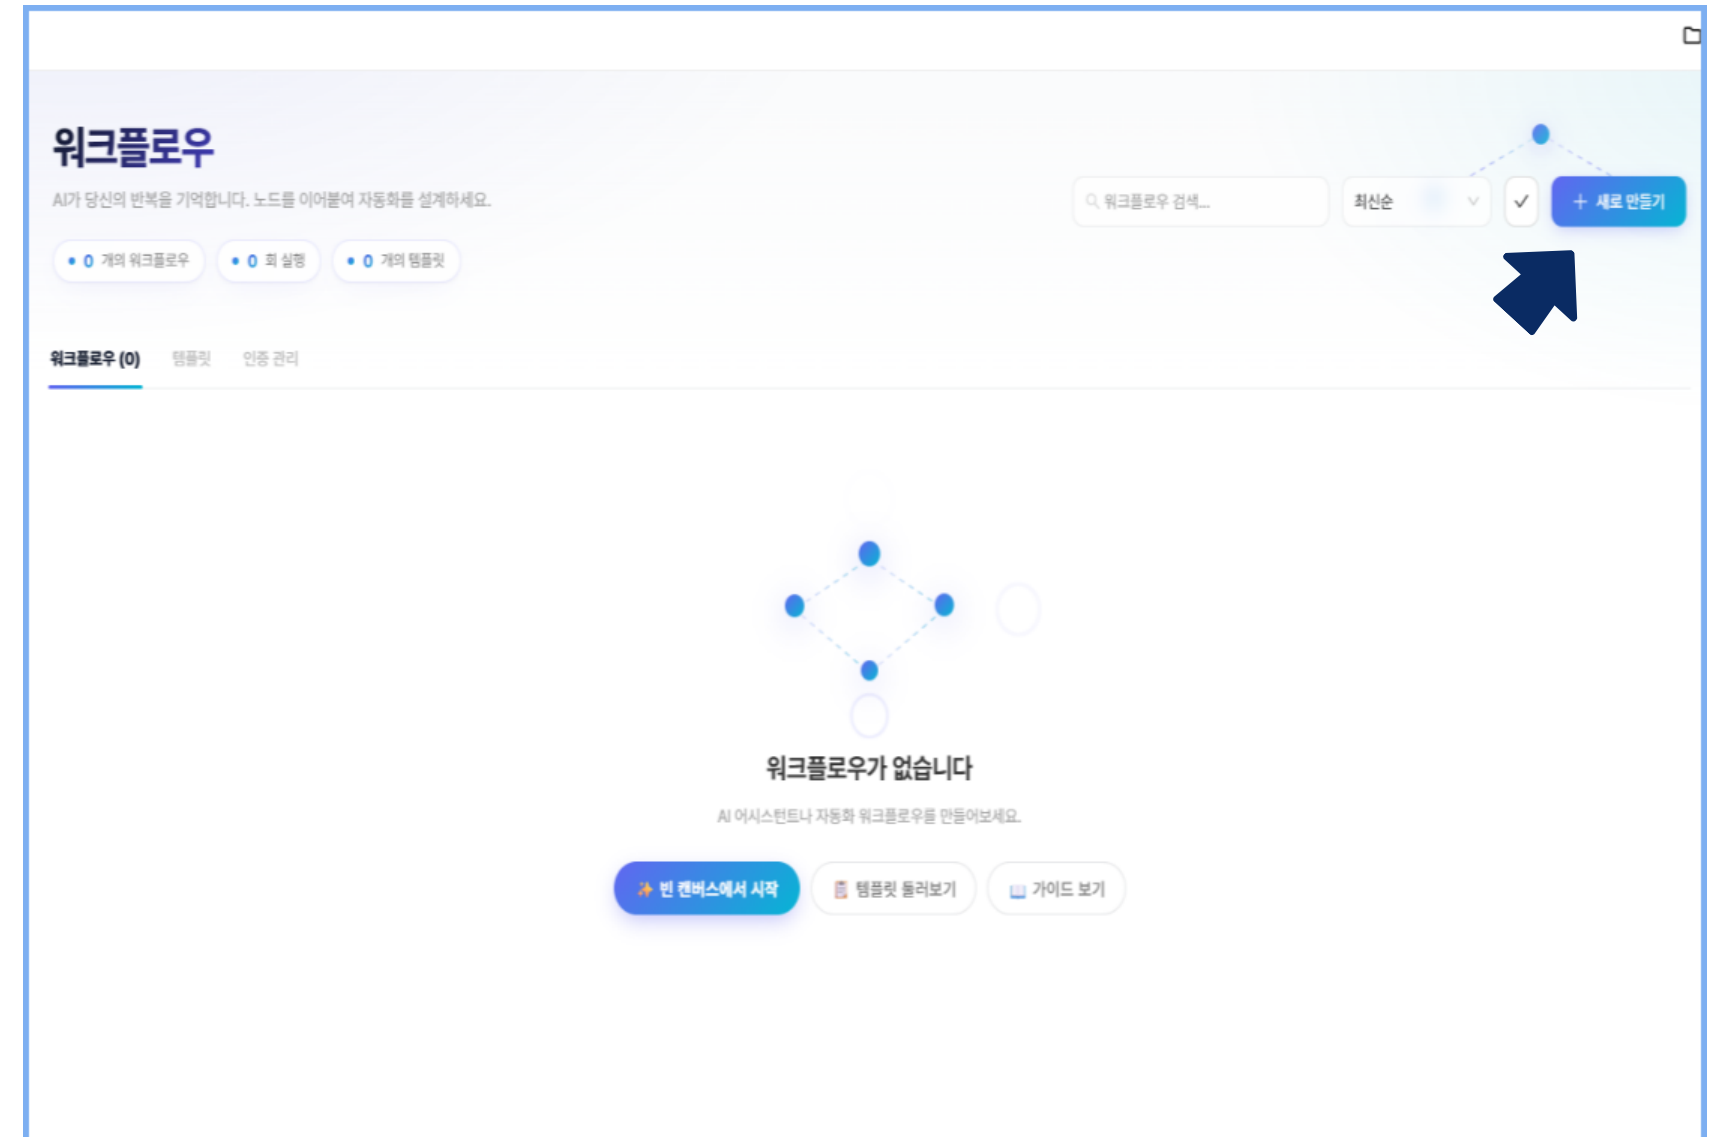 워크플로우
AI가 당신의 반복을 기억합니다. 노드를 이어붙여 자동화를 설계하세요.
워크플로우 검색...
최신순
+ 새로 만들기
0 개의 워크플로우
0 회 실행
0 개의 템플릿
워크플로우 (0)
템플릿
인증 관리
워크플로우가 없습니다
AI 어시스턴트나 자동화 워크플로우를 만들어보세요.
✨ 빈 캔버스에서 시작
📋 템플릿 둘러보기
📖 가이드 보기